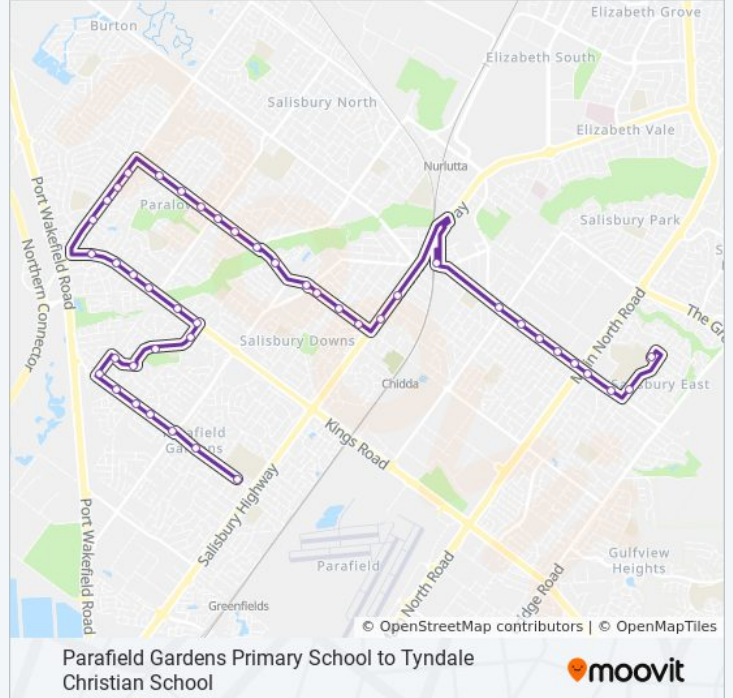 Elizabeth Grove
Burton
Elizabeth South
Salisbury North
Elizabeth Vale
Nurlutta
Port Wakefield Road
Salisbury Park
Northern Connector
Salisbury Downs
Main North Road
Chidda
Kings Road
Salisbury Highway
Port Wakefield Road
Parafield
Gulfview
Heights
Greenfields
© OpenStreetMap contributors | © OpenMapTiles
Parafield Gardens Primary School to Tyndale
Christian School
moovit